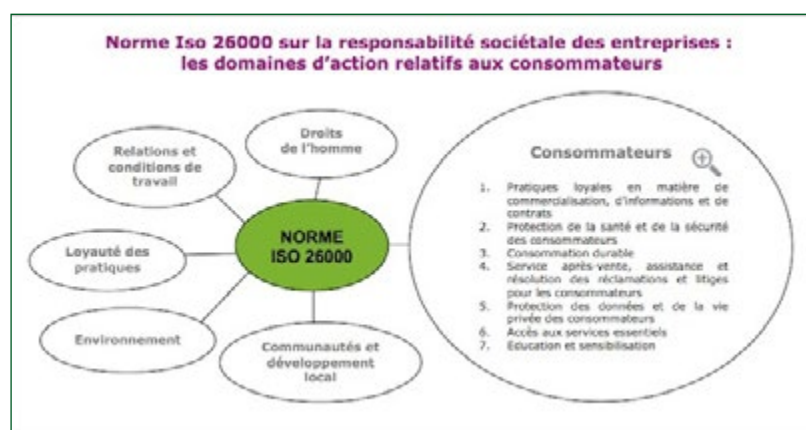 Norme Iso 26000 sur la responsabilité sociétale des entreprises :
les domaines d'action relatifs aux consommateurs
Droits
de l'homme
Relations et
conditions de
travail
Loyauté des
pratiques
Environnement
Communautés et
développement
local
NORME
ISO 26000
Consommateurs
1. Pratiques loyales en matière de
commercialisation, d'informations et de
contrats
2. Protection de la santé et de la sécurité
des consommateurs
3. Consommation durable
4. Service après-vente, assistance et
résolution des réclamations et litiges
pour les consommateurs
5. Protection des données et de la vie
privée des consommateurs
6. Accès aux services essentiels
7. Education et sensibilisation